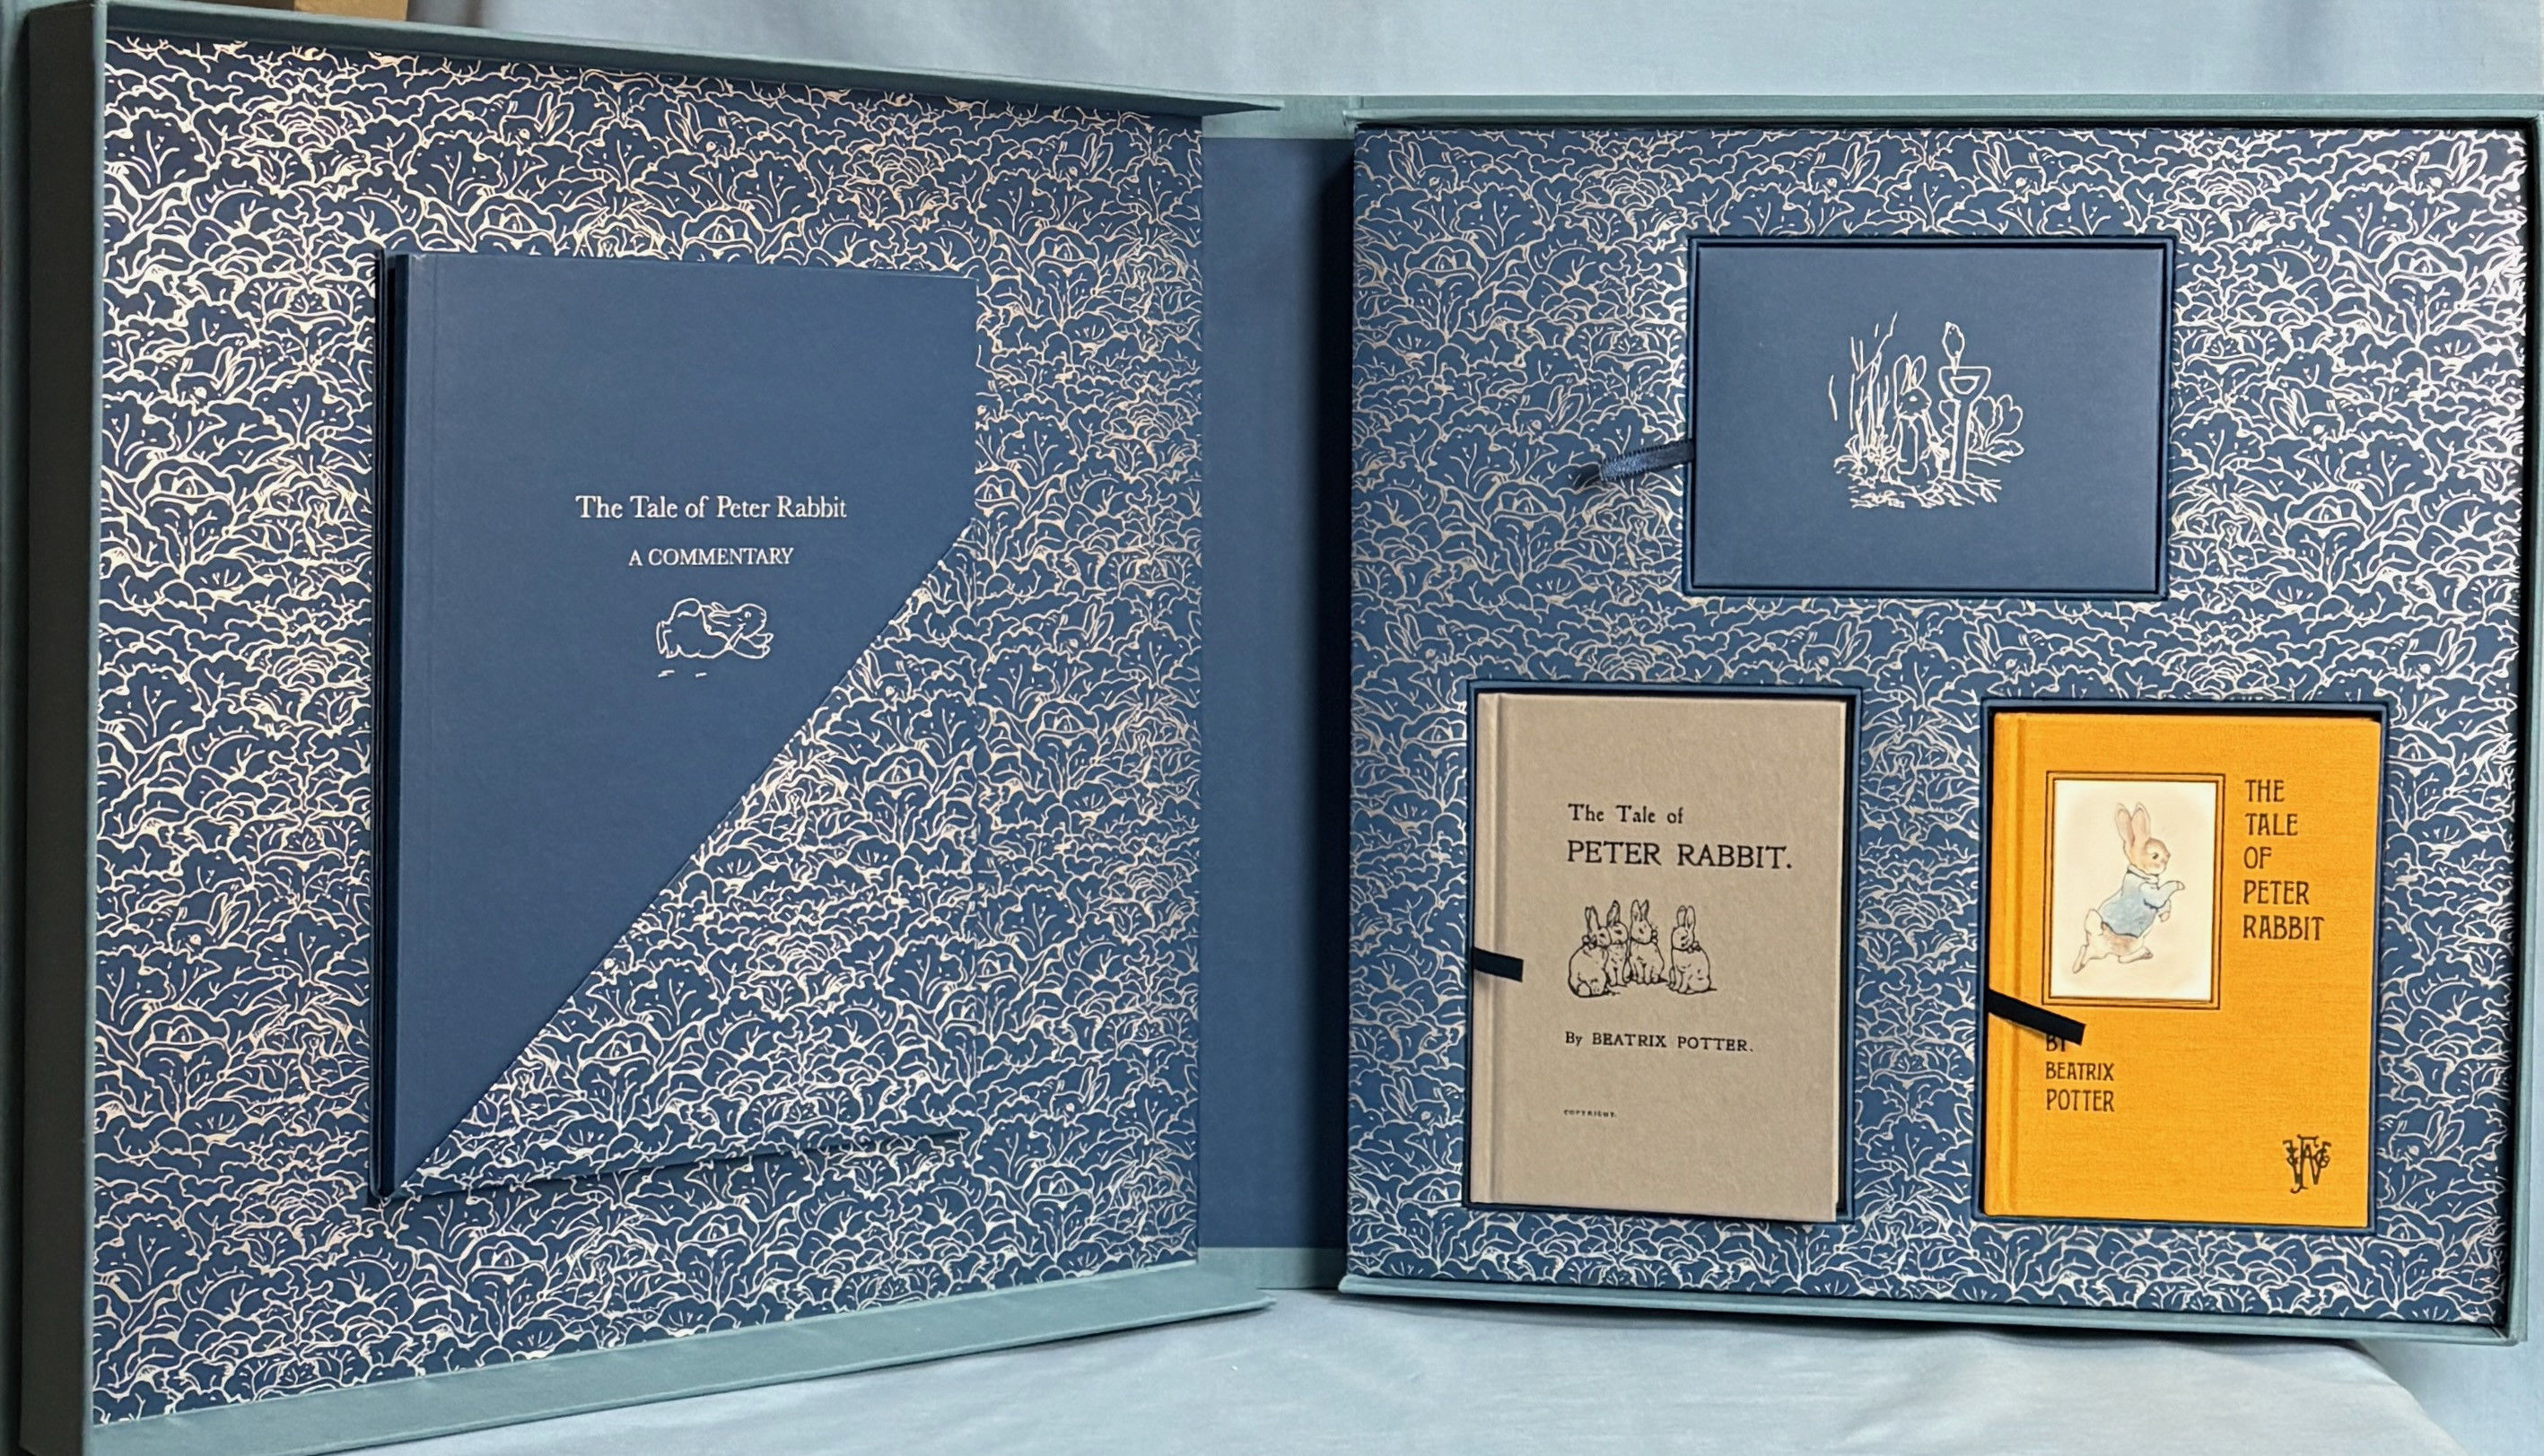 The Tale of Peter Rabbit
A COMMENTARY
The Tale of
PETER RABBIT.
By BEATRIX POTTER.
COPYRIGHT.
THE
TALE
OF
PETER
RABBIT
BY
BEATRIX
POTTER